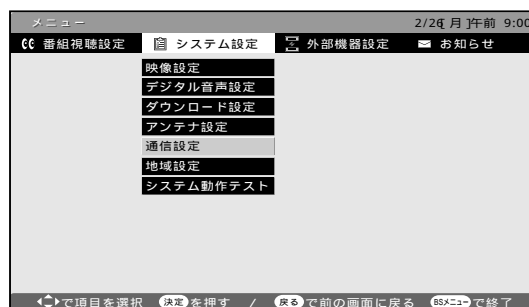 メニュー 2/26[月]午前 9:00
番組視聴設定 システム設定 外部機器設定 お知らせ
映像設定
デジタル音声設定
ダウンロード設定
アンテナ設定
通信設定
地域設定
システム動作テスト
で項目を選択 決定を押す / 戻るで前の画面に戻る BSメニューで終了